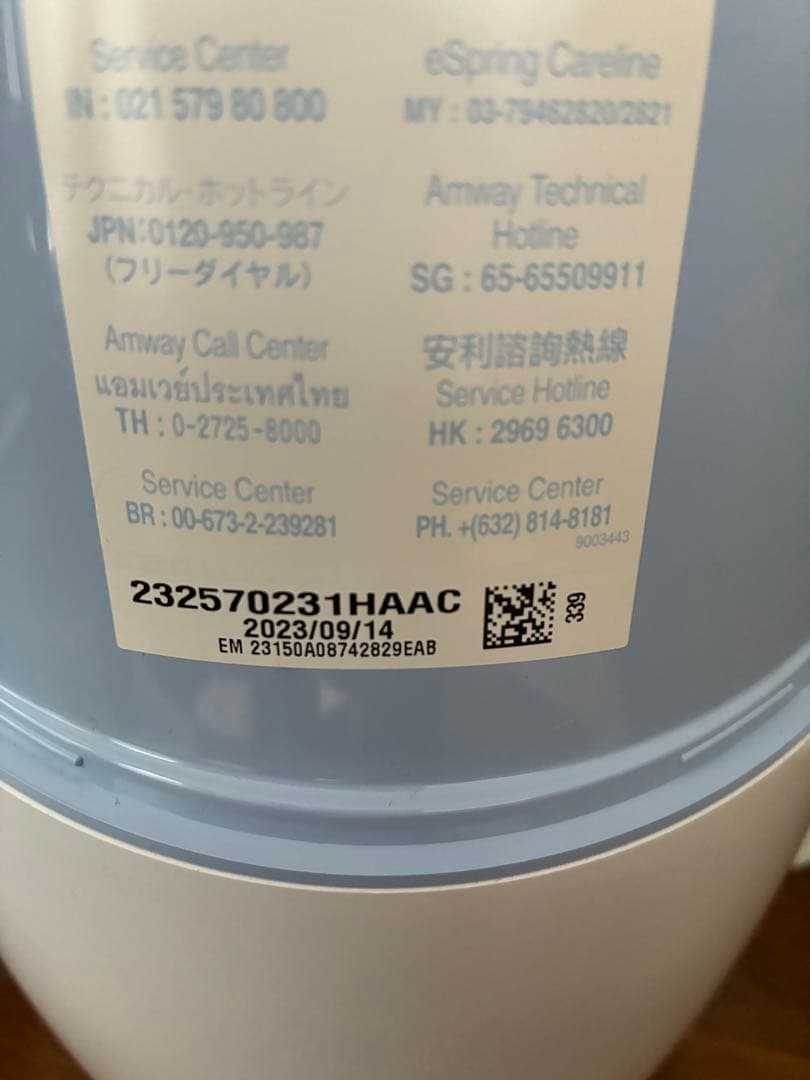 Service Center
IN : 021 579 80 800
eSpring Careline
MY : 03-79462820/2821
テクニカル・ホットライン
JPN:0120-950-987
(フリーダイヤル)
Amway Technical
Hotline
SG : 65-65509911
Amway Call Center
แอมเวย์ประเทศไทย
TH : 0-2725-8000
安利諮詢熱線
Service Hotline
HK : 2969 6300
Service Center
BR : 00-673-2-239281
Service Center
PH. +(632) 814-8181
9003443
232570231HAAC
2023/09/14
EM 23150A08742829EAB
339